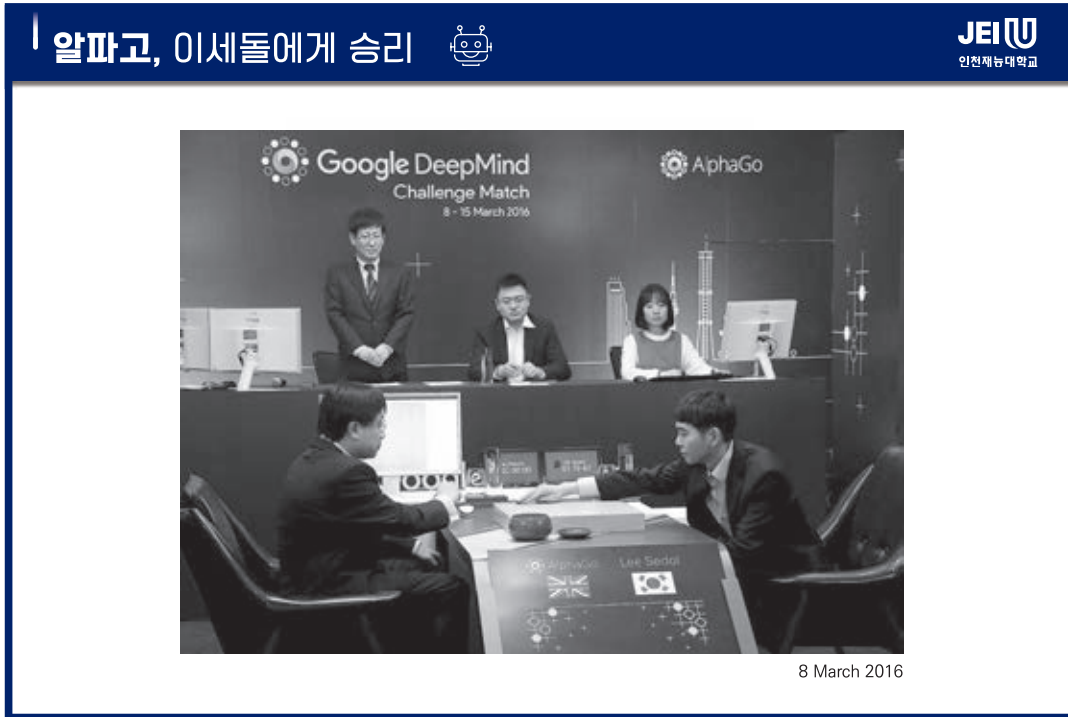 알파고, 이세돌에게 승리
JEI U
인천재능대학교
Google DeepMind
Challenge Match
8 - 15 March 2016
AlphaGo
AlphaGo
Lee Sedol
8 March 2016